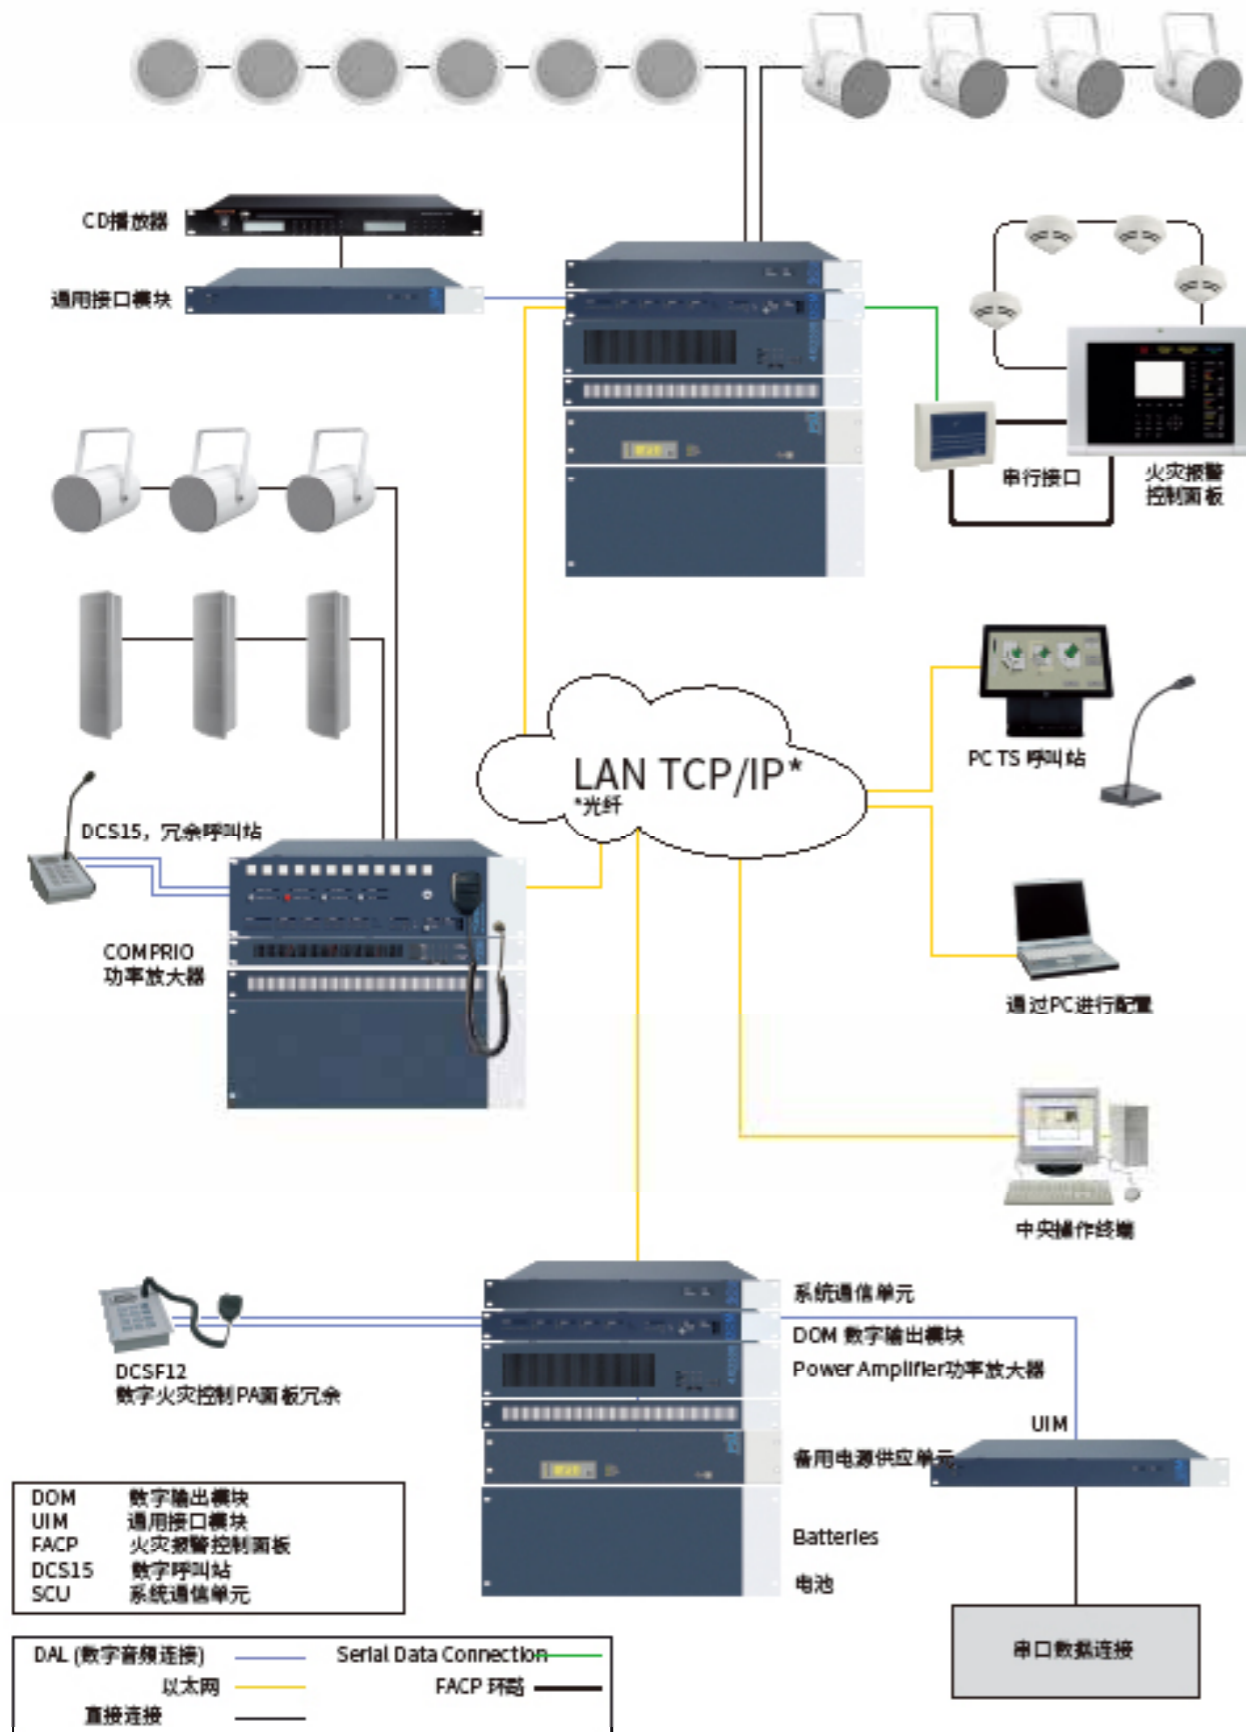 CD播放器
通用接口模块
串行接口
火灾报警
控制面板
PC TS 呼叫站
LAN TCP/IP*
*光纤
DCS15，冗余呼叫站
COMPRIO
功率放大器
通过PC进行配置
中央操作终端
系统通信单元
DOM 数字输出模块
Power Amplifier功率放大器
DCSF12
数字火灾控制PA面板冗余
UIM
备用电源供应单元
Batteries
电池
串口数据连接
DOM 数字输出模块
UIM 通用接口模块
FACP 火灾报警控制面板
DCS15 数字呼叫站
SCU 系统通信单元
DAL (数字音频连接) Serial Data Connection
以太网 FACP 环路
直接连接